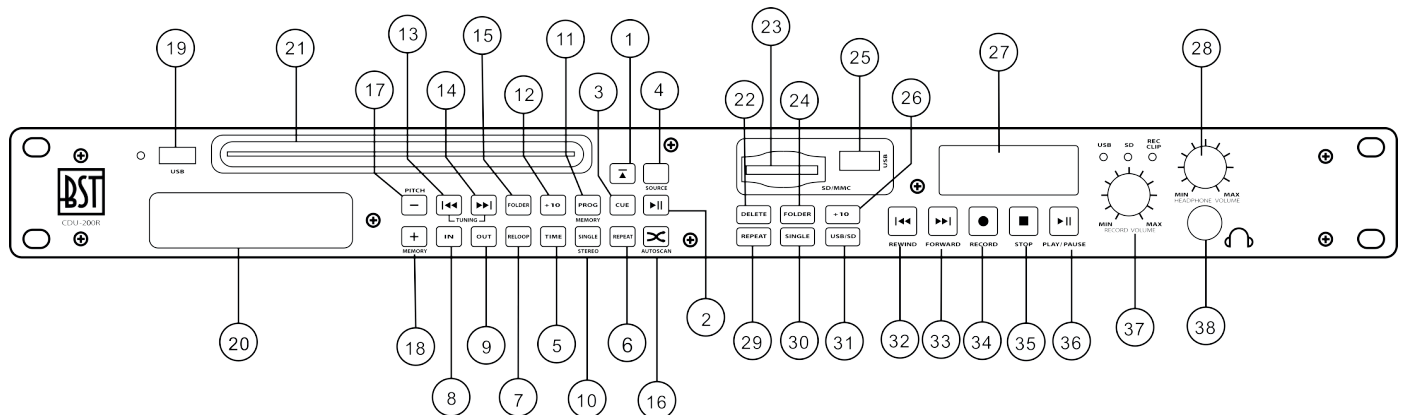 13
15
11
1
23
19
21
25
27
28
17
14
12
3
4
22
24
26
USB
SOURCE
USB
SD/MMC
USB
SD
REC
CLIP
BST
CDU-200R
PITCH
−
TUNING
FOLDER
+10
PROG
MEMORY
CUE
+
MEMORY
IN
OUT
RELOOP
TIME
SINGLE
STEREO
REPEAT
AUTOSCAN
DELETE
FOLDER
+10
REPEAT
SINGLE
USB/SD
REWIND
FORWARD
RECORD
STOP
PLAY/PAUSE
MIN
MAX
RECORD VOLUME
MIN
MAX
HEADPHONE VOLUME
2
20
18
9
5
6
29
30
31
32
33
34
35
36
37
38
8
7
10
16